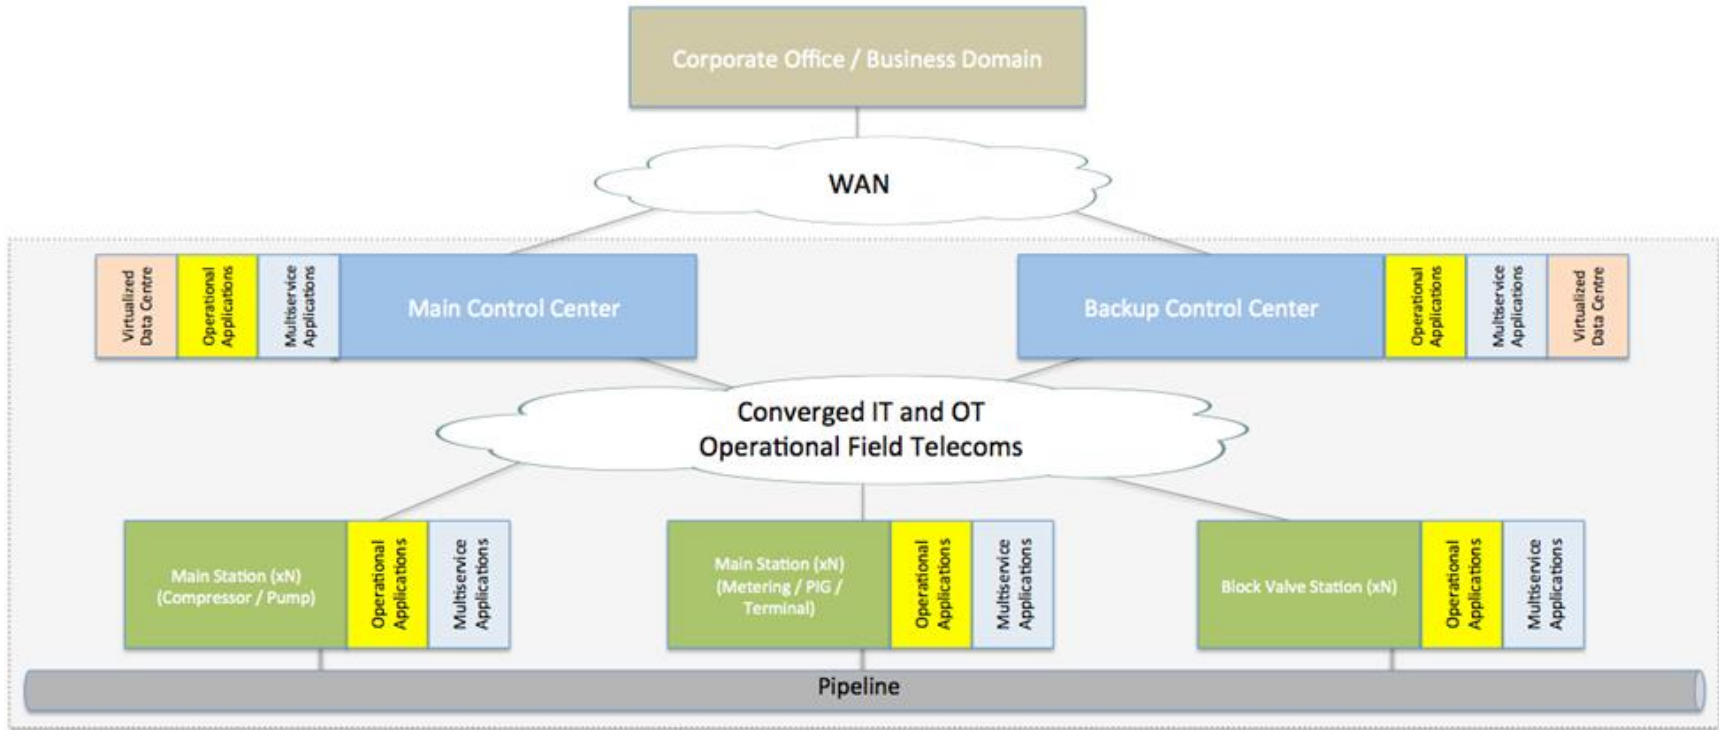 Corporate Office / Business Domain
WAN
Virtualized
Data Centre
Operational
Applications
Multiservice
Applications
Main Control Center
Backup Control Center
Operational
Applications
Multiservice
Applications
Virtualized
Data Centre
Converged IT and OT
Operational Field Telecoms
Main Station (xN)
(Compressor / Pump)
Operational
Applications
Multiservice
Applications
Main Station (xN)
(Metering / PIG /
Terminal)
Operational
Applications
Multiservice
Applications
Block Valve Station (xN)
Operational
Applications
Multiservice
Applications
Pipeline